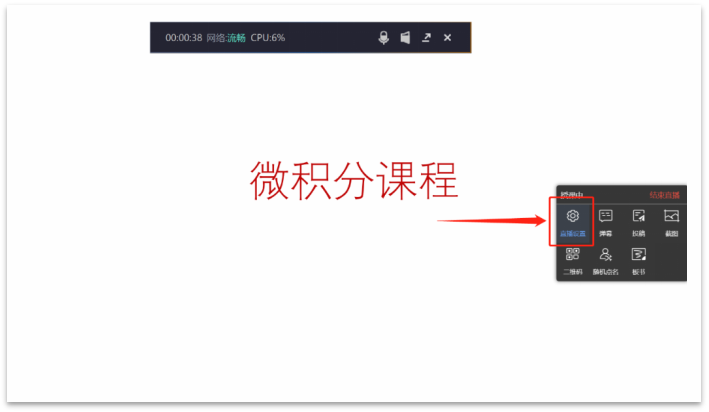 00:00:38 网络:流畅 CPU:6%
微积分课程
授课中 结束直播
直播设置 弹幕 投稿 截图
二维码 随机点名 板书